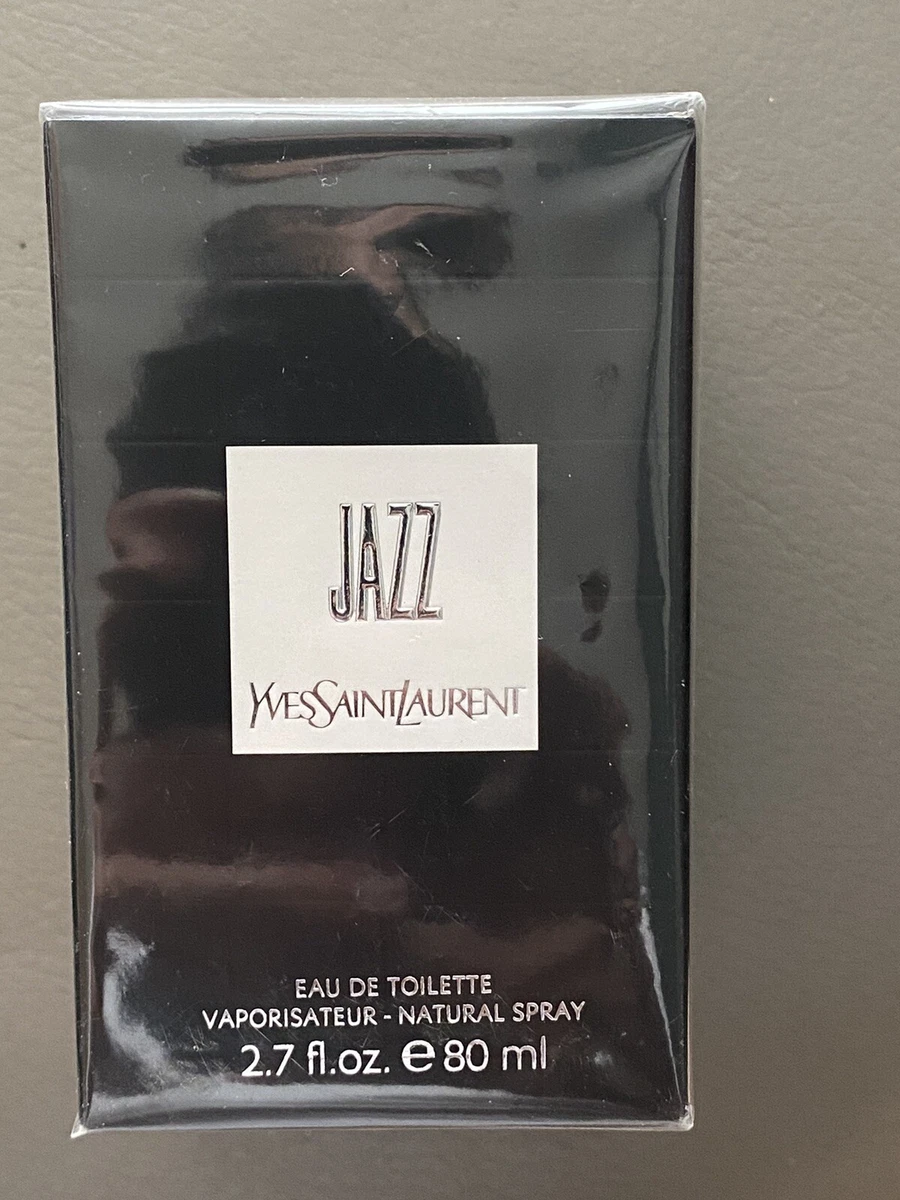 JAZZ
YVESSAINTLAURENT
EAU DE TOILETTE
VAPORISATEUR - NATURAL SPRAY
2.7 fl.oz. ℮ 80 ml